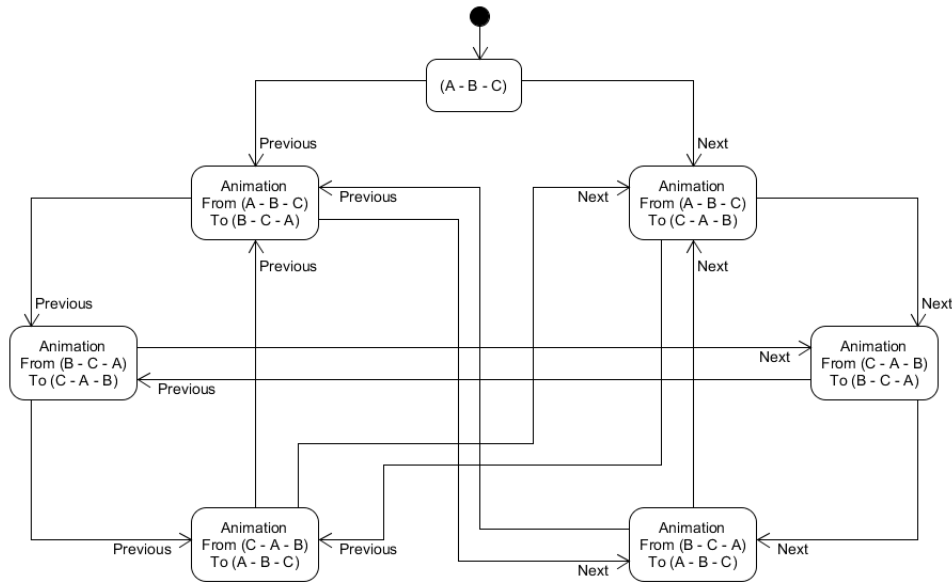 (A - B - C)
Previous
Next
Animation
From (A - B - C)
To (B - C - A)
Previous
Next
Animation
From (A - B - C)
To (C - A - B)
Previous
Next
Previous
Next
Animation
From (B - C - A)
To (C - A - B)
Next
Previous
Animation
From (C - A - B)
To (B - C - A)
Previous
Animation
From (C - A - B)
To (A - B - C)
Previous
Next
Animation
From (B - C - A)
To (A - B - C)
Next